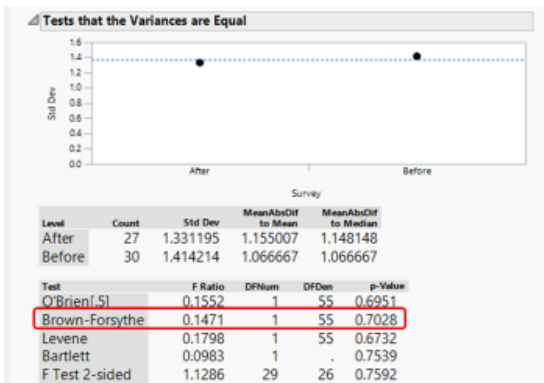 Tests that the Variances are Equal
1.6
1.4
1.2
1.0
0.8
0.6
0.4
0.2
0.0
Std Dev
After Before
Survey
Level Count Std Dev MeanAbsDif to Mean MeanAbsDif to Median
After 27 1.331195 1.155007 1.148148
Before 30 1.414214 1.066667 1.066667
Test F Ratio DFNum DFDen p-Value
O'Brien[.5] 0.1552 1 55 0.6951
Brown-Forsythe 0.1471 1 55 0.7028
Levene 0.1798 1 55 0.6732
Bartlett 0.0983 1 . 0.7539
F Test 2-sided 1.1286 29 26 0.7592